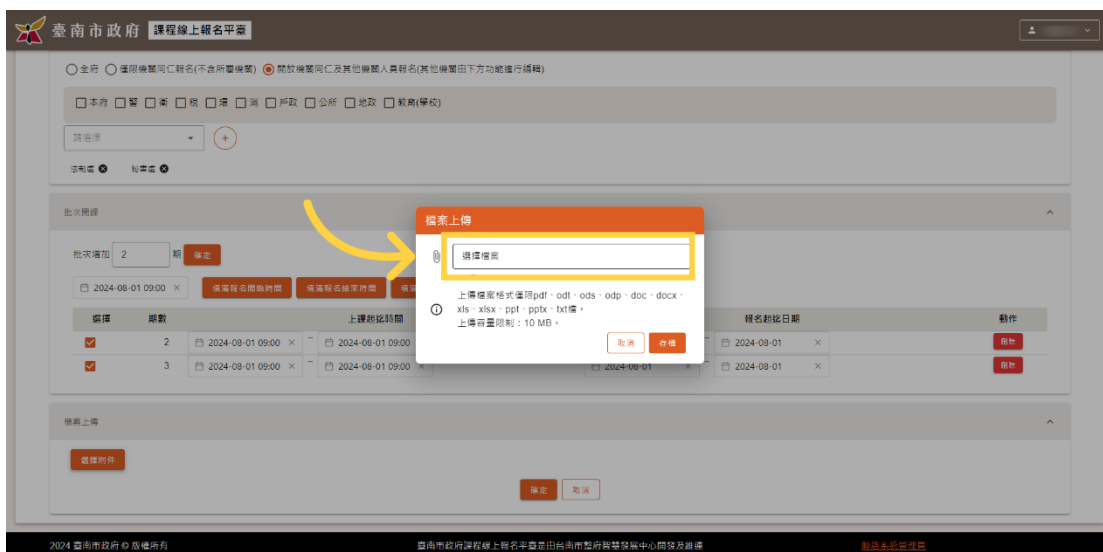 臺南市政府 課程線上報名平臺
全府 僅限機關同仁報名(不含所屬機關) 開放機關同仁及其他機關人員報名(其他機關由下方功能進行編輯)
本府 警 衛 稅 環 消 戶政 公所 地政 教育(學校)
請選擇
法制處 秘書處
批次開課
批次增加 2 期 確定
2024-08-01 09:00 填滿報名開始時間 填滿報名結束時間
選擇 期數 上課起訖時間 報名起訖日期 動作
2 2024-08-01 09:00 ~ 2024-08-01 09:00 ~ 2024-08-01 刪除
3 2024-08-01 09:00 ~ 2024-08-01 09:00 2024-08-01 ~ 2024-08-01 刪除
檔案上傳
選擇檔案
上傳檔案格式僅限pdf、odt、ods、odp、doc、docx、
xls、xlsx、ppt、pptx、txt檔。
上傳容量限制：10 MB。
取消 存檔
檔案上傳
選擇附件
確定 取消
2024 臺南市政府 © 版權所有 臺南市政府課程線上報名平臺是由台南市政府智慧發展中心開發及維運 聯絡系統管理員